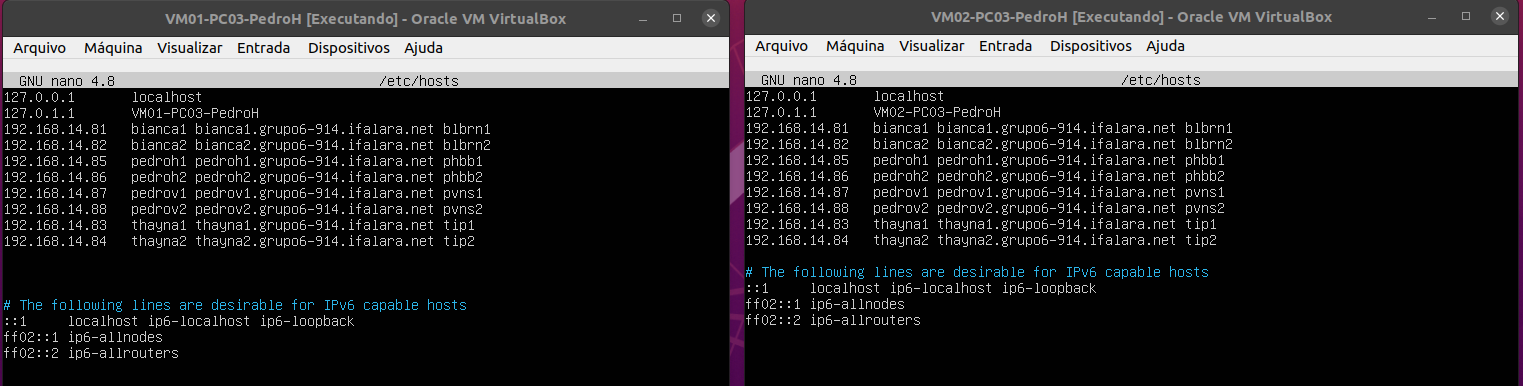 VM01-PC03-PedroH [Executando] - Oracle VM VirtualBox
Arquivo Máquina Visualizar Entrada Dispositivos Ajuda
GNU nano 4.8 /etc/hosts
127.0.0.1 localhost
127.0.1.1 VM01-PC03-PedroH
192.168.14.81 bianca1 bianca1.grupo6-914.ifalara.net blbrn1
192.168.14.82 bianca2 bianca2.grupo6-914.ifalara.net blbrn2
192.168.14.85 pedroh1 pedroh1.grupo6-914.ifalara.net phbb1
192.168.14.86 pedroh2 pedroh2.grupo6-914.ifalara.net phbb2
192.168.14.87 pedrov1 pedrov1.grupo6-914.ifalara.net pvns1
192.168.14.88 pedrov2 pedrov2.grupo6-914.ifalara.net pvns2
192.168.14.83 thayna1 thayna1.grupo6-914.ifalara.net tip1
192.168.14.84 thayna2 thayna2.grupo6-914.ifalara.net tip2
# The following lines are desirable for IPv6 capable hosts
::1 localhost ip6-localhost ip6-loopback
ff02::1 ip6-allnodes
ff02::2 ip6-allrouters
VM02-PC03-PedroH [Executando] - Oracle VM VirtualBox
Arquivo Máquina Visualizar Entrada Dispositivos Ajuda
GNU nano 4.8 /etc/hosts
127.0.0.1 localhost
127.0.1.1 VM02-PC03-PedroH
192.168.14.81 bianca1 bianca1.grupo6-914.ifalara.net blbrn1
192.168.14.82 bianca2 bianca2.grupo6-914.ifalara.net blbrn2
192.168.14.85 pedroh1 pedroh1.grupo6-914.ifalara.net phbb1
192.168.14.86 pedroh2 pedroh2.grupo6-914.ifalara.net phbb2
192.168.14.87 pedrov1 pedrov1.grupo6-914.ifalara.net pvns1
192.168.14.88 pedrov2 pedrov2.grupo6-914.ifalara.net pvns2
192.168.14.83 thayna1 thayna1.grupo6-914.ifalara.net tip1
192.168.14.84 thayna2 thayna2.grupo6-914.ifalara.net tip2
# The following lines are desirable for IPv6 capable hosts
::1 localhost ip6-localhost ip6-loopback
ff02::1 ip6-allnodes
ff02::2 ip6-allrouters